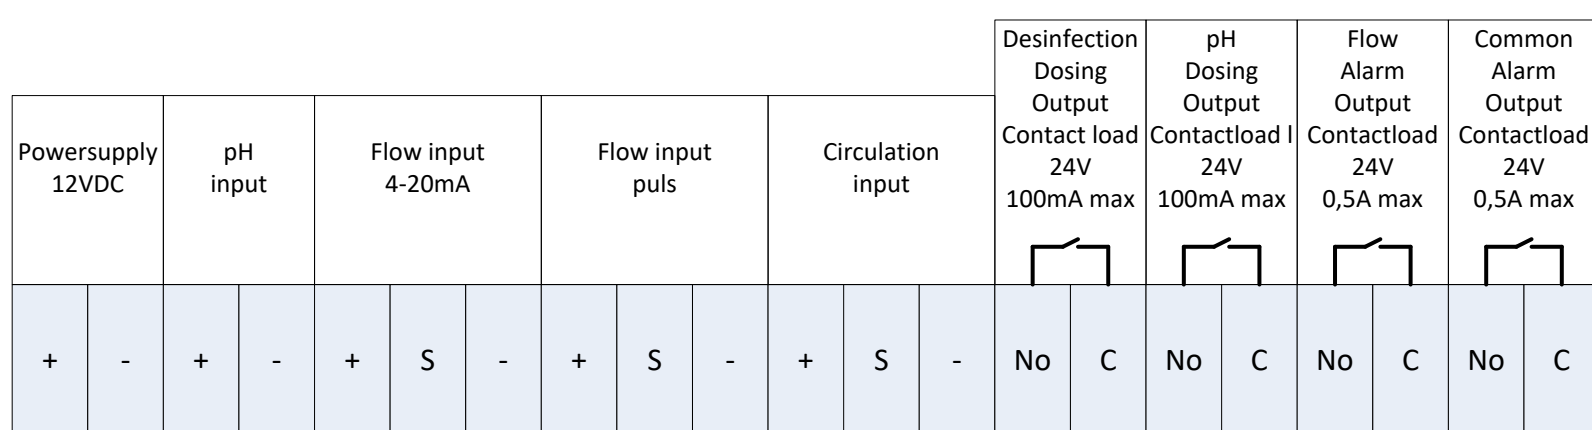 Powersupply
12VDC
pH
input
Flow input
4-20mA
Flow input
puls
Circulation
input
Desinfection
Dosing
Output
Contact load
24V
100mA max
pH
Dosing
Output
Contactload l
24V
100mA max
Flow
Alarm
Output
Contactload
24V
0,5A max
Common
Alarm
Output
Contactload
24V
0,5A max
+ - + - + S - + S - + S - No C No C No C No C